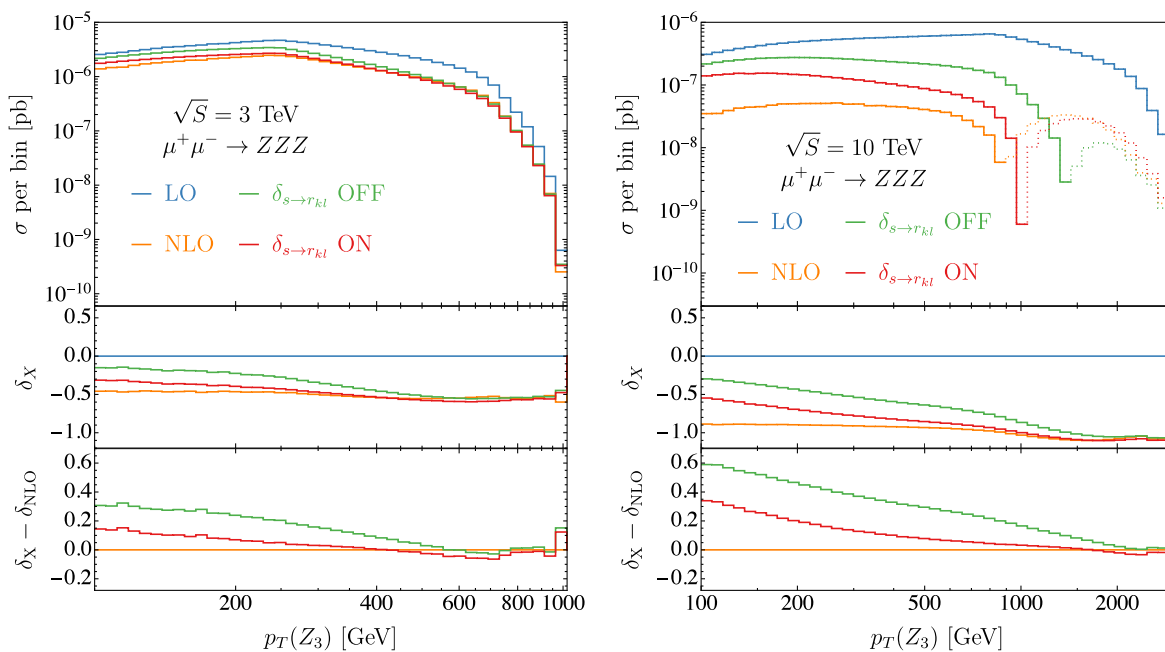 10⁻⁵
10⁻⁶
10⁻⁷
10⁻⁸
10⁻⁹
10⁻¹⁰
σ per bin [pb]
√S = 3 TeV
μ⁺μ⁻ → ZZZ
LO
δ_{s→r_{kl}} OFF
NLO
δ_{s→r_{kl}} ON
0.5
0.0
−0.5
−1.0
δ_X
0.6
0.4
0.2
0.0
−0.2
δ_X − δ_NLO
200 400 600 800 1000
p_T(Z₃) [GeV]
10⁻⁶
10⁻⁷
10⁻⁸
10⁻⁹
10⁻¹⁰
σ per bin [pb]
√S = 10 TeV
μ⁺μ⁻ → ZZZ
LO
δ_{s→r_{kl}} OFF
NLO
δ_{s→r_{kl}} ON
0.5
0.0
−0.5
−1.0
δ_X
0.6
0.4
0.2
0.0
−0.2
δ_X − δ_NLO
100 200 500 1000 2000
p_T(Z₃) [GeV]